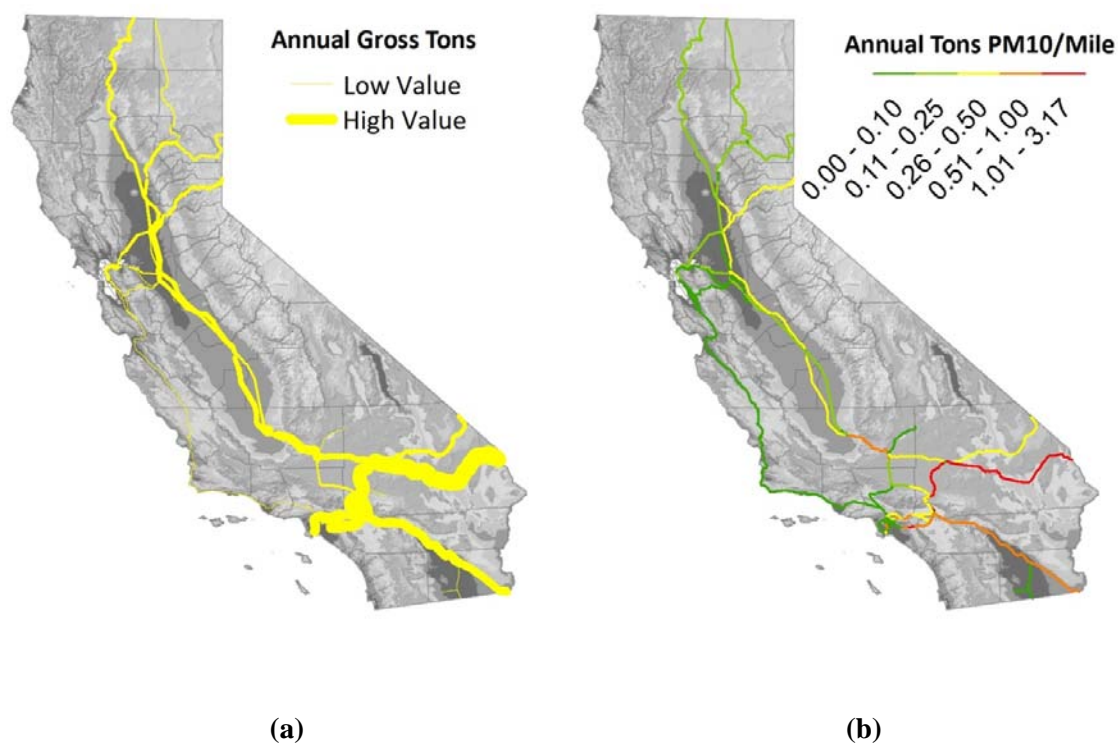 Annual Gross Tons
Low Value
High Value
Annual Tons PM10/Mile
0.00 - 0.10
0.11 - 0.25
0.26 - 0.50
0.51 - 1.00
1.01 - 3.17
(a)
(b)